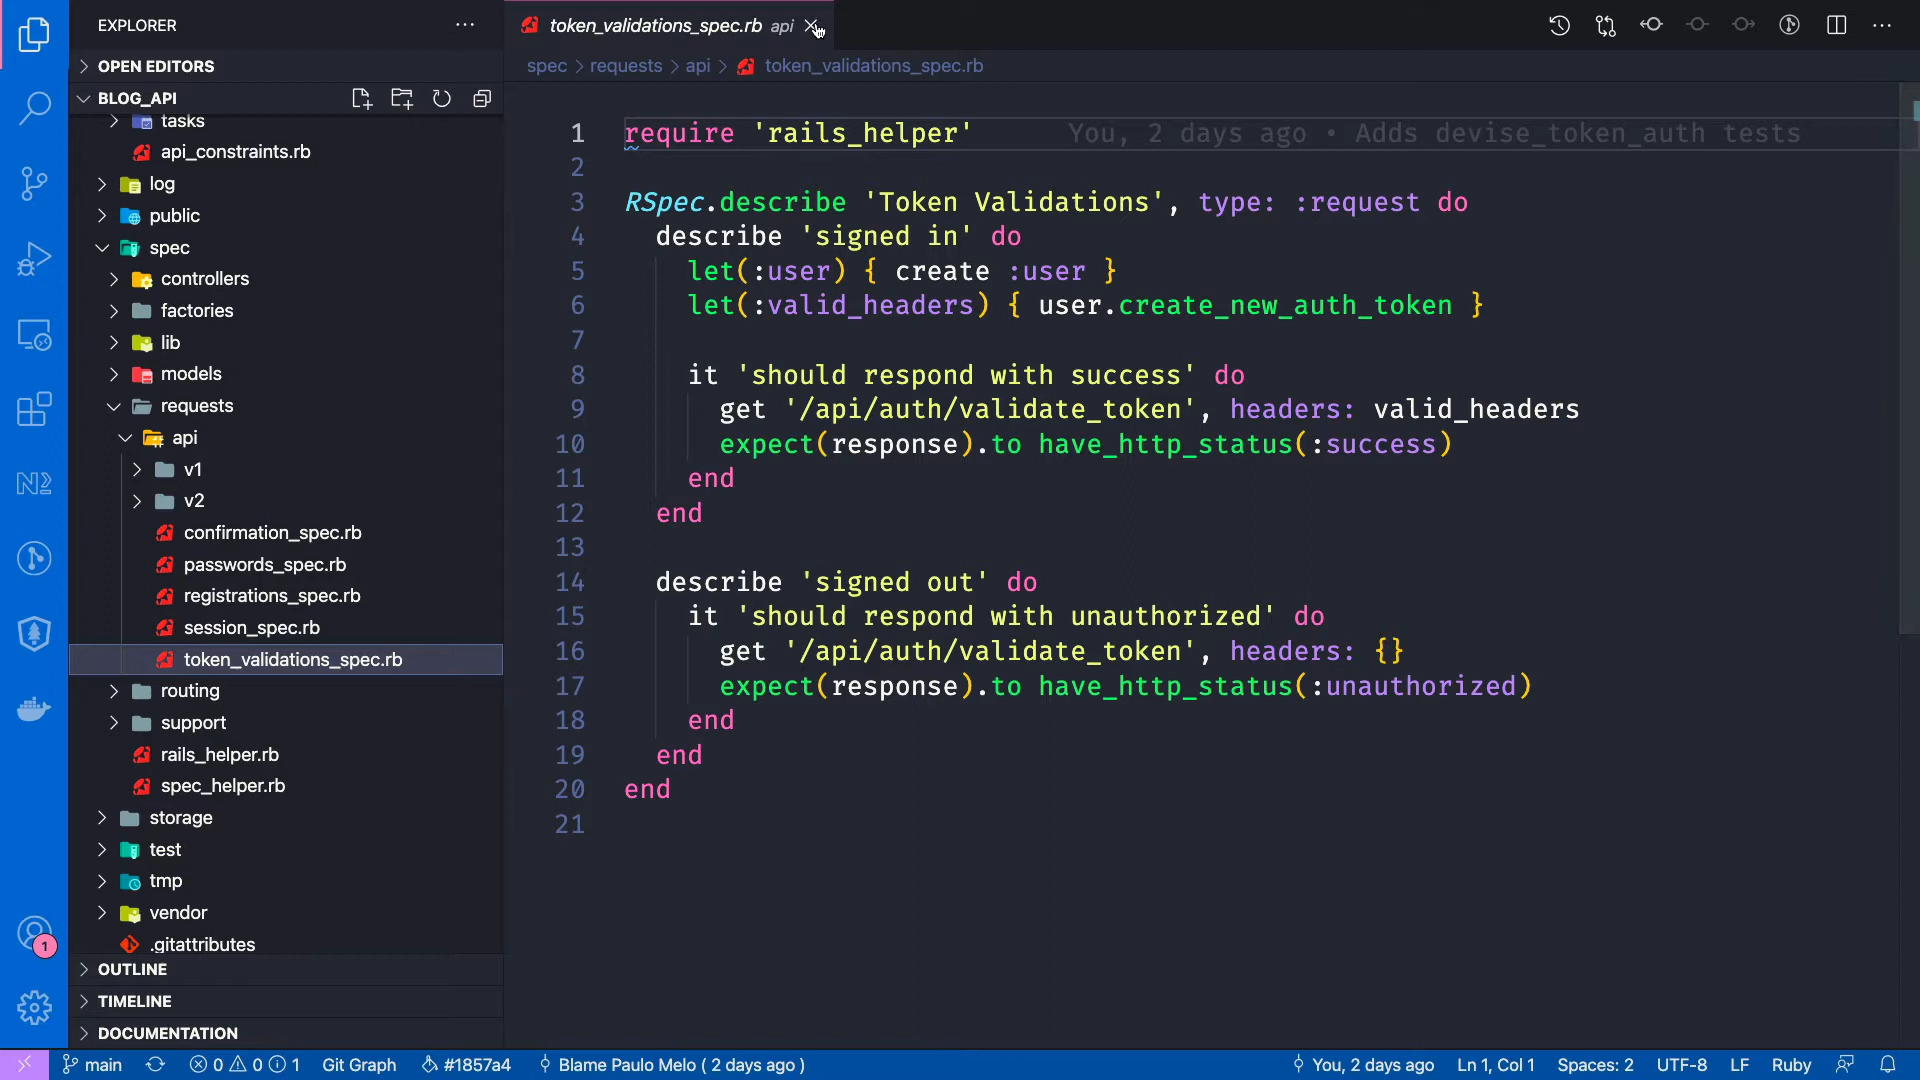 EXPLORER
OPEN EDITORS
BLOG_API
tasks
api_constraints.rb
log
public
spec
controllers
factories
lib
models
requests
api
v1
v2
confirmation_spec.rb
passwords_spec.rb
registrations_spec.rb
session_spec.rb
token_validations_spec.rb
routing
support
rails_helper.rb
spec_helper.rb
storage
test
tmp
vendor
.gitattributes
OUTLINE
TIMELINE
DOCUMENTATION
1
token_validations_spec.rb api
spec > requests > api > token_validations_spec.rb
1 require 'rails_helper' You, 2 days ago • Adds devise_token_auth tests
2
3 RSpec.describe 'Token Validations', type: :request do
4 describe 'signed in' do
5 let(:user) { create :user }
6 let(:valid_headers) { user.create_new_auth_token }
7
8 it 'should respond with success' do
9 get '/api/auth/validate_token', headers: valid_headers
10 expect(response).to have_http_status(:success)
11 end
12 end
13
14 describe 'signed out' do
15 it 'should respond with unauthorized' do
16 get '/api/auth/validate_token', headers: {}
17 expect(response).to have_http_status(:unauthorized)
18 end
19 end
20 end
21
main 0 0 1 Git Graph #1857a4 Blame Paulo Melo ( 2 days ago ) You, 2 days ago Ln 1, Col 1 Spaces: 2 UTF-8 LF Ruby